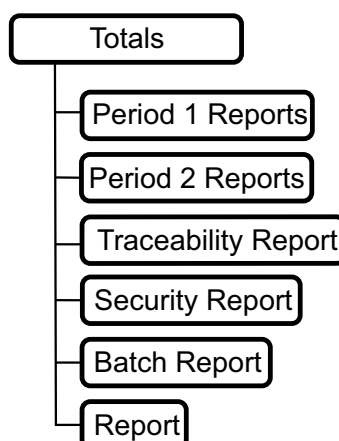 Totals
Period 1 Reports
Period 2 Reports
Traceability Report
Security Report
Batch Report
Report